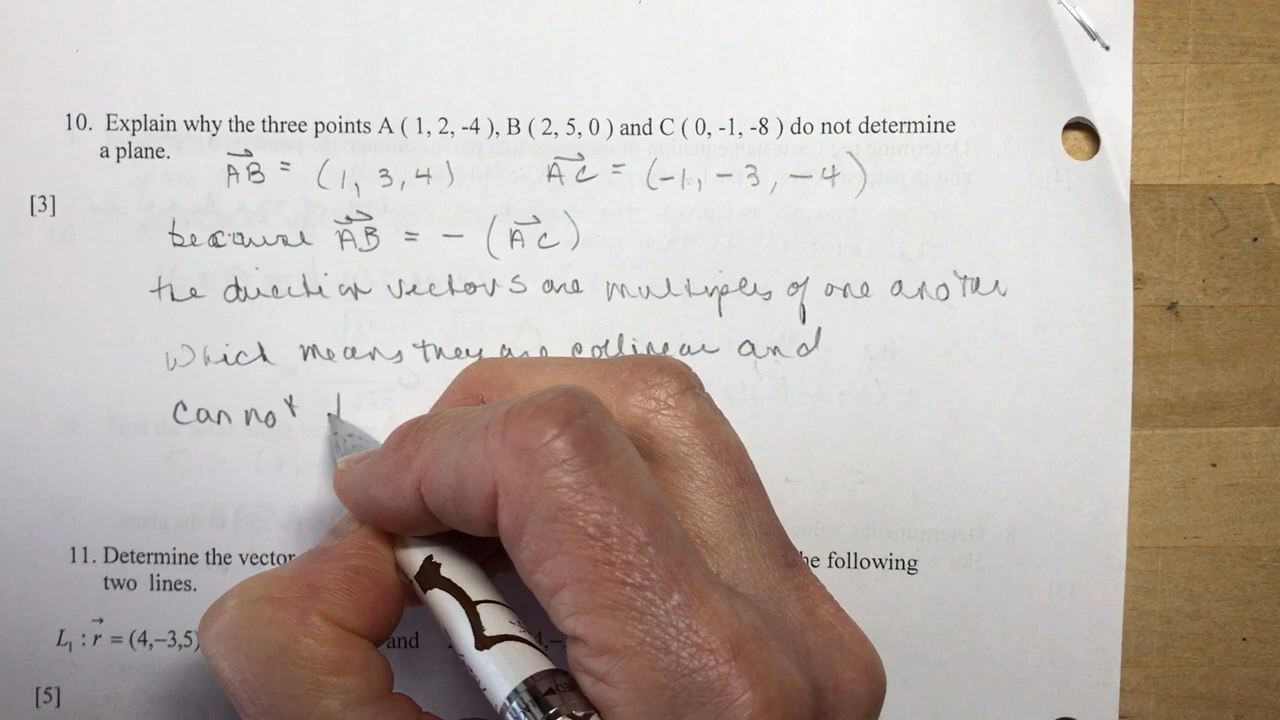 10. Explain why the three points A ( 1, 2, -4 ), B ( 2, 5, 0 ) and C ( 0, -1, -8 ) do not determine
a plane.
AB = (1, 3, 4) AC = (-1, -3, -4)
[3]
because AB = - (AC)
the direction vectors are multiples of one another
which means they are collinear and
cannot
11. Determine the vector he following
two lines.
L₁ : r = (4,–3,5) and
[5]